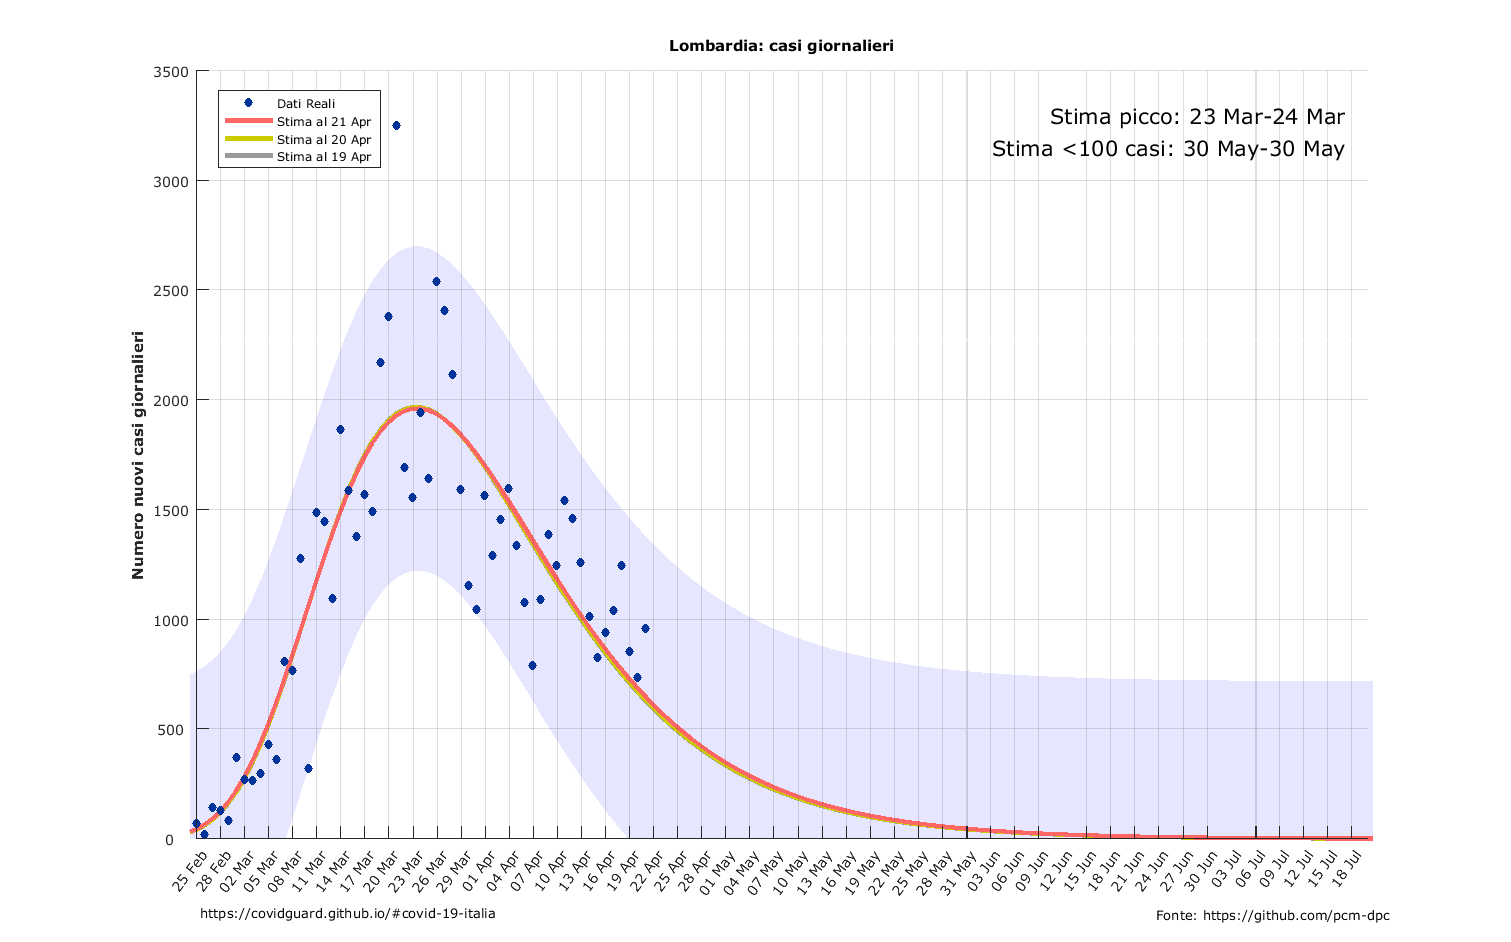 Lombardia: casi giornalieri
3500
3000
2500
2000
1500
1000
500
0
Numero nuovi casi giornalieri
Dati Reali
Stima al 21 Apr
Stima al 20 Apr
Stima al 19 Apr
Stima picco: 23 Mar-24 Mar
Stima <100 casi: 30 May-30 May
25 Feb
28 Feb
02 Mar
05 Mar
08 Mar
11 Mar
14 Mar
17 Mar
20 Mar
23 Mar
26 Mar
29 Mar
01 Apr
04 Apr
07 Apr
10 Apr
13 Apr
16 Apr
19 Apr
22 Apr
25 Apr
28 Apr
01 May
04 May
07 May
10 May
13 May
16 May
19 May
22 May
25 May
28 May
31 May
03 Jun
06 Jun
09 Jun
12 Jun
15 Jun
18 Jun
21 Jun
24 Jun
27 Jun
30 Jun
03 Jul
06 Jul
09 Jul
12 Jul
15 Jul
18 Jul
https://covidguard.github.io/#covid-19-italia
Fonte: https://github.com/pcm-dpc